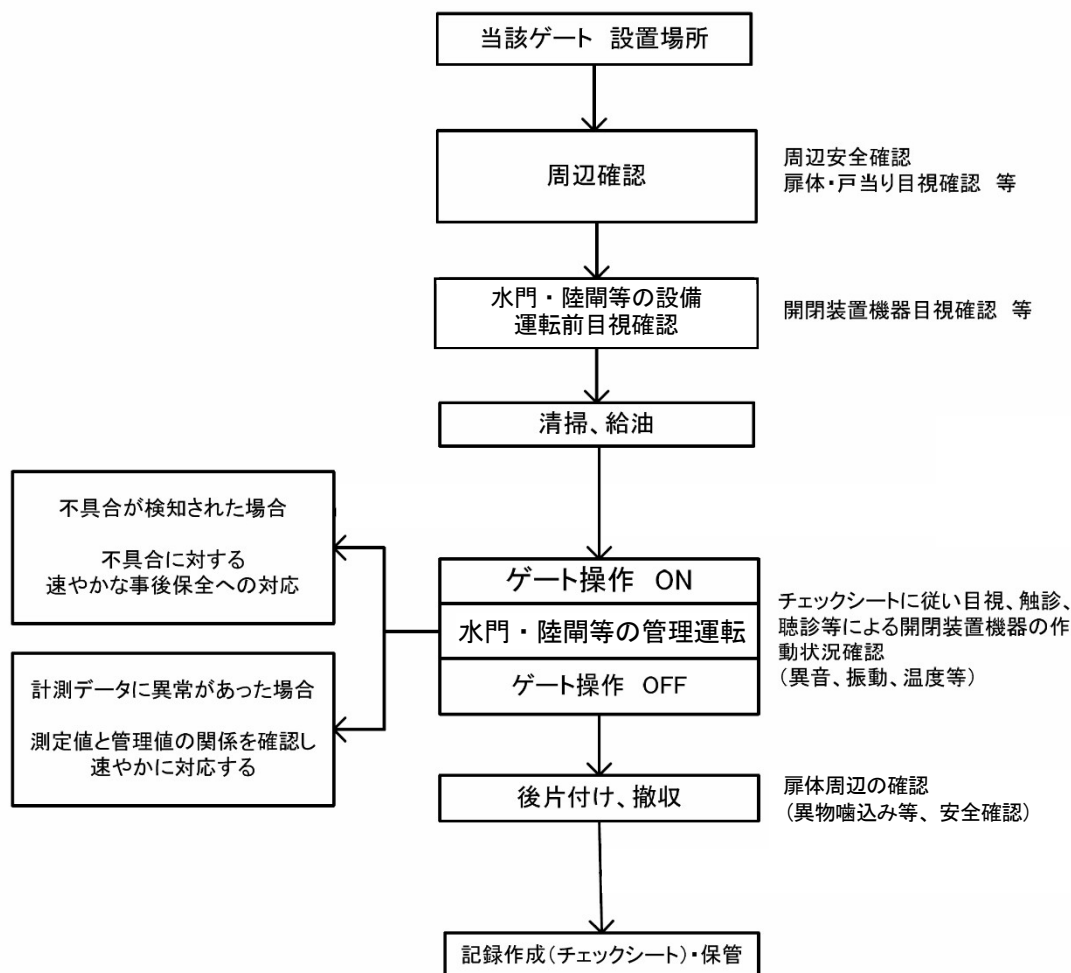 当該ゲート 設置場所
周辺確認
周辺安全確認
扉体・戸当り目視確認 等
水門・陸閘等の設備
運転前目視確認
開閉装置機器目視確認 等
清掃、給油
不具合が検知された場合
不具合に対する
速やかな事後保全への対応
計測データに異常があった場合
測定値と管理値の関係を確認し
速やかに対応する
ゲート操作 ON
水門・陸閘等の管理運転
ゲート操作 OFF
チェックシートに従い目視、触診、
聴診等による開閉装置機器の作
動状況確認
(異音、振動、温度等)
後片付け、撤収
扉体周辺の確認
(異物噛込み等、安全確認)
記録作成(チェックシート)・保管